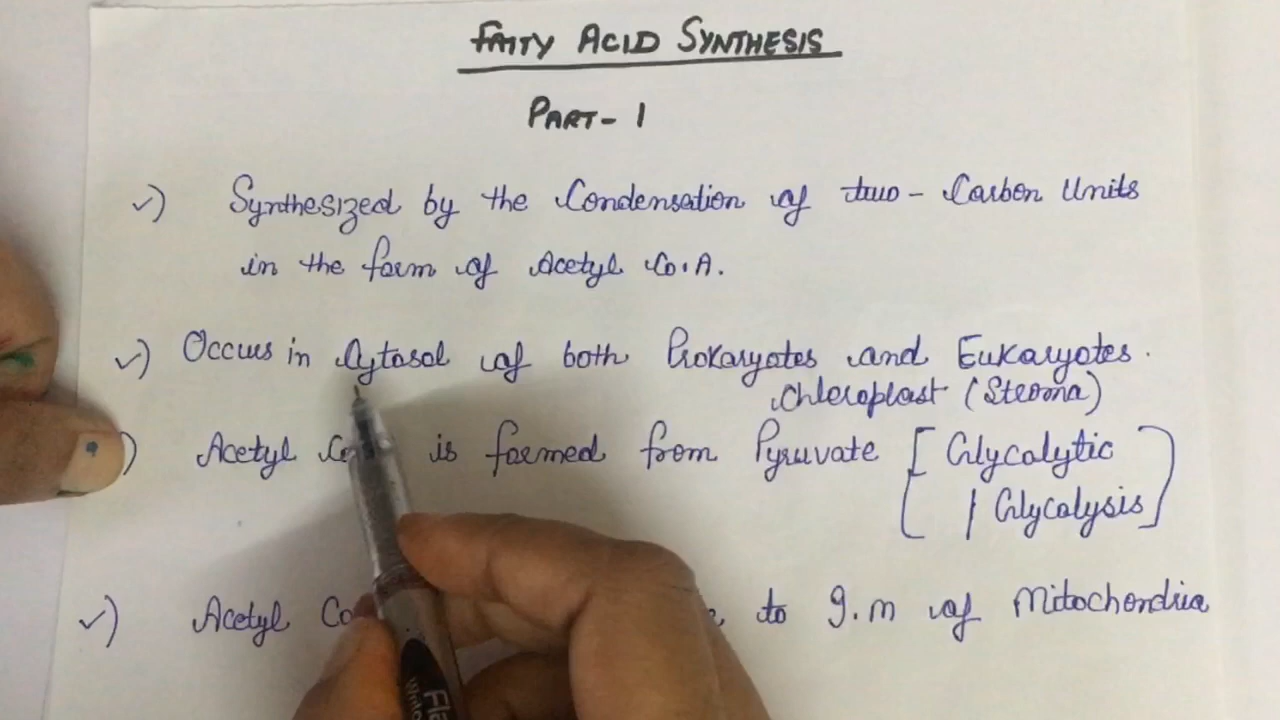 FATTY ACID SYNTHESIS
PART- 1
✓) Synthesized by the Condensation of two - Carbon Units
in the form of Acetyl Co.A.
✓) Occurs in Cytosol of both Prokaryotes and Eukaryotes.
Chloroplast (Stroma)
) Acetyl Co is formed from Pyruvate [ Glycolytic
/ Glycolysis ]
✓) Acetyl Co to I.M of Mitochondria